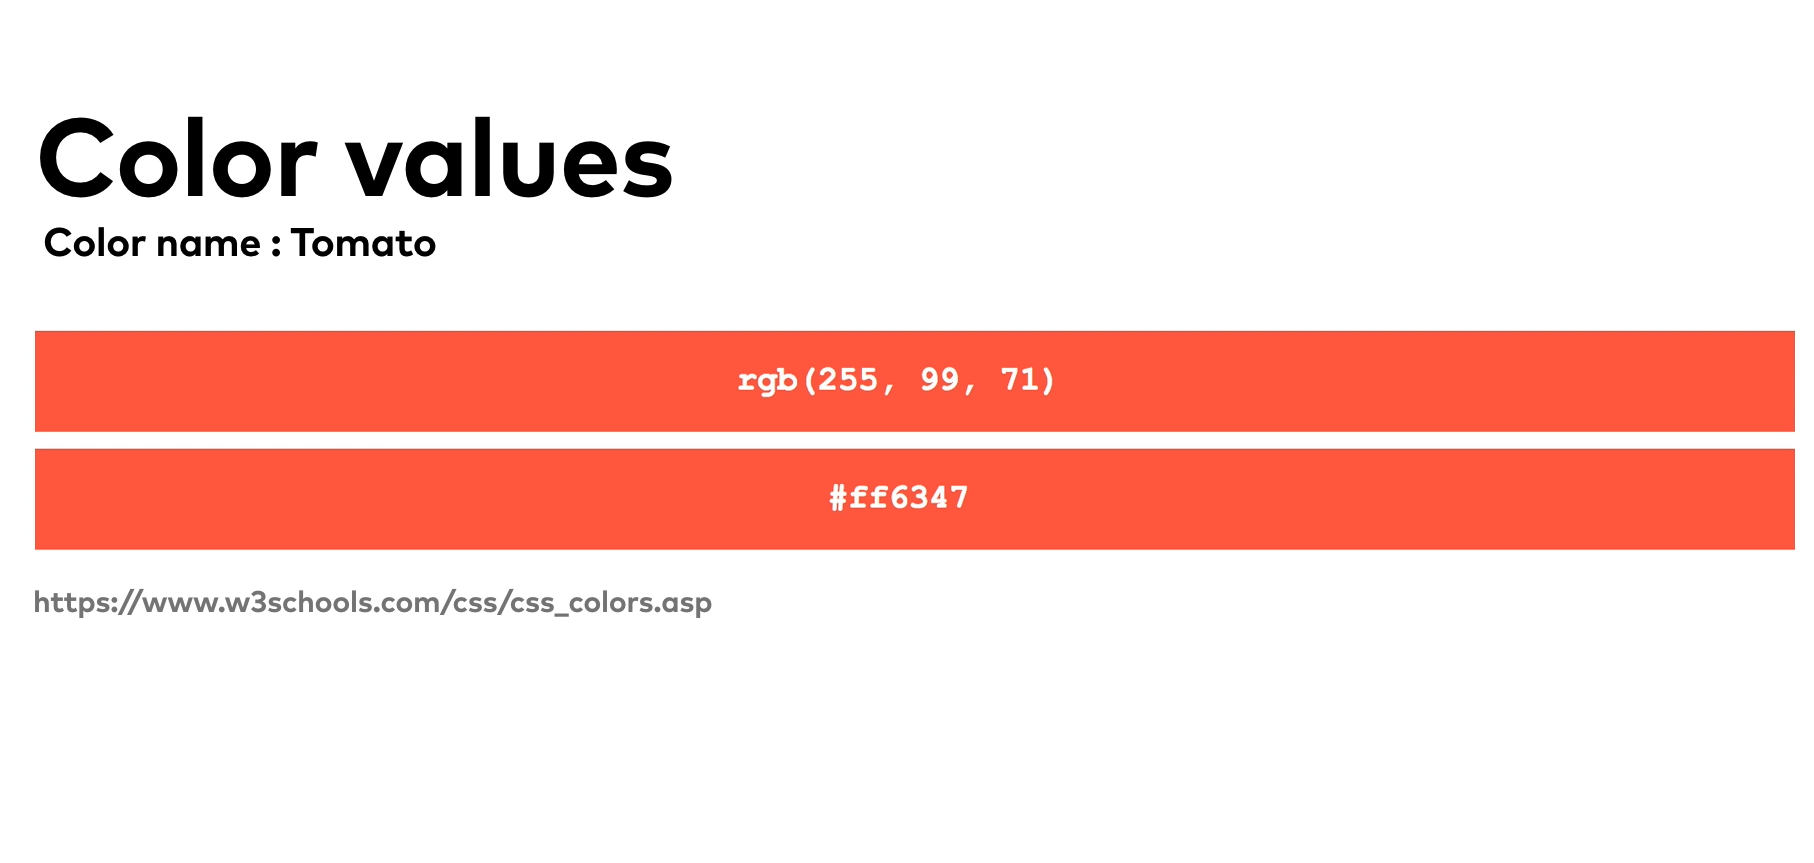 Color values
Color name : Tomato
rgb(255, 99, 71)
#ff6347
https://www.w3schools.com/css/css_colors.asp